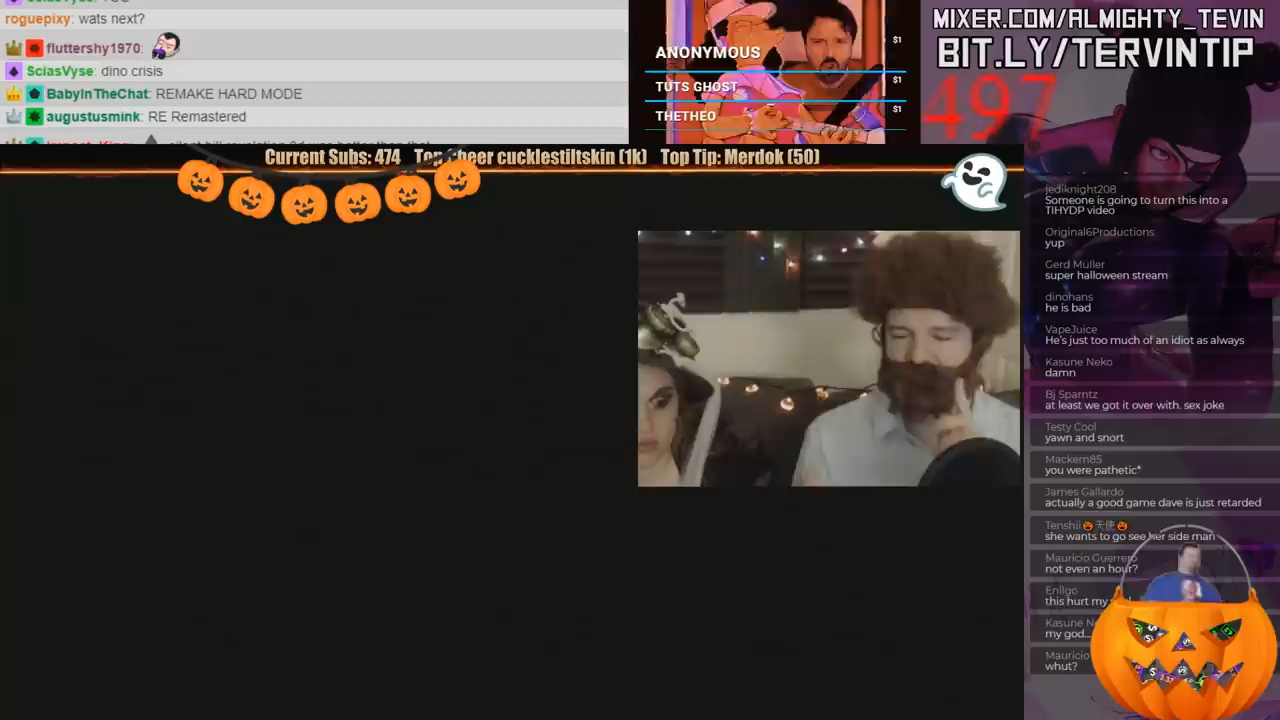 roguepixy: wats next?
fluttershy1970:
SciasVyse: dino crisis
BabyInTheChat: REMAKE HARD MODE
augustusmink: RE Remastered
ANONYMOUS $1
TUTS GHOST $1
THETHEO $1
MIXER.COM/ALMIGHTY_TEVIN
BIT.LY/TERVINTIP
497
Current Subs: 474 Top Cheer cucklestiltskin (1k) Top Tip: Merdok (50)
jediknight208
Someone is going to turn this into a
TIHYDP video
Original6Productions
yup
Gerd Müller
super halloween stream
dinohans
he is bad
VapeJuice
He's just too much of an idiot as always
Kasune Neko
damn
Bj Sparntz
at least we got it over with. sex joke
Testy Cool
yawn and snort
Mackem85
you were pathetic*
James Gallardo
actually a good game dave is just retarded
Tenshii🎃天使🎃
she wants to go see her side man
Mauricio Guerrero
not even an hour?
Enilgo
this hurt my
Kasune
my god...
Mauricio
whut?